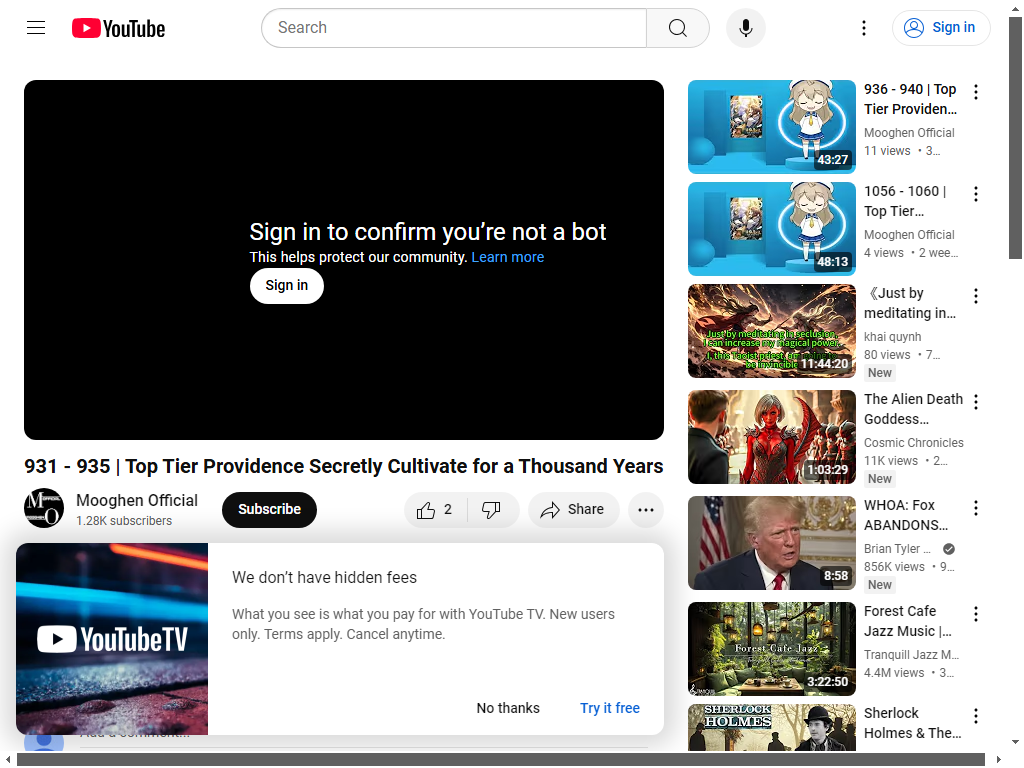 YouTube
Search
Sign in
Sign in to confirm you’re not a bot
This helps protect our community. Learn more
Sign in
931 - 935 | Top Tier Providence Secretly Cultivate for a Thousand Years
Mooghen Official
1.28K subscribers
Subscribe
2
Share
YouTubeTV
We don’t have hidden fees
What you see is what you pay for with YouTube TV. New users
only. Terms apply. Cancel anytime.
No thanks
Try it free
Add a comment...
43:27
936 - 940 | Top
Tier Providen...
Mooghen Official
11 views • 3...
48:13
1056 - 1060 |
Top Tier...
Mooghen Official
4 views • 2 wee...
Just by meditating in seclusion,
I can increase my magical power.
I, this Taoist priest, am
be invincible
11:44:20
《Just by
meditating in...
khai quynh
80 views • 7...
New
1:03:29
The Alien Death
Goddess...
Cosmic Chronicles
11K views • 2...
New
8:58
WHOA: Fox
ABANDONS...
Brian Tyler ...
856K views • 9...
New
Forest Cafe Jazz
3:22:50
Forest Cafe
Jazz Music |...
Tranquill Jazz M...
4.4M views • 3...
SHERLOCK
HOLMES
Sherlock
Holmes & The...